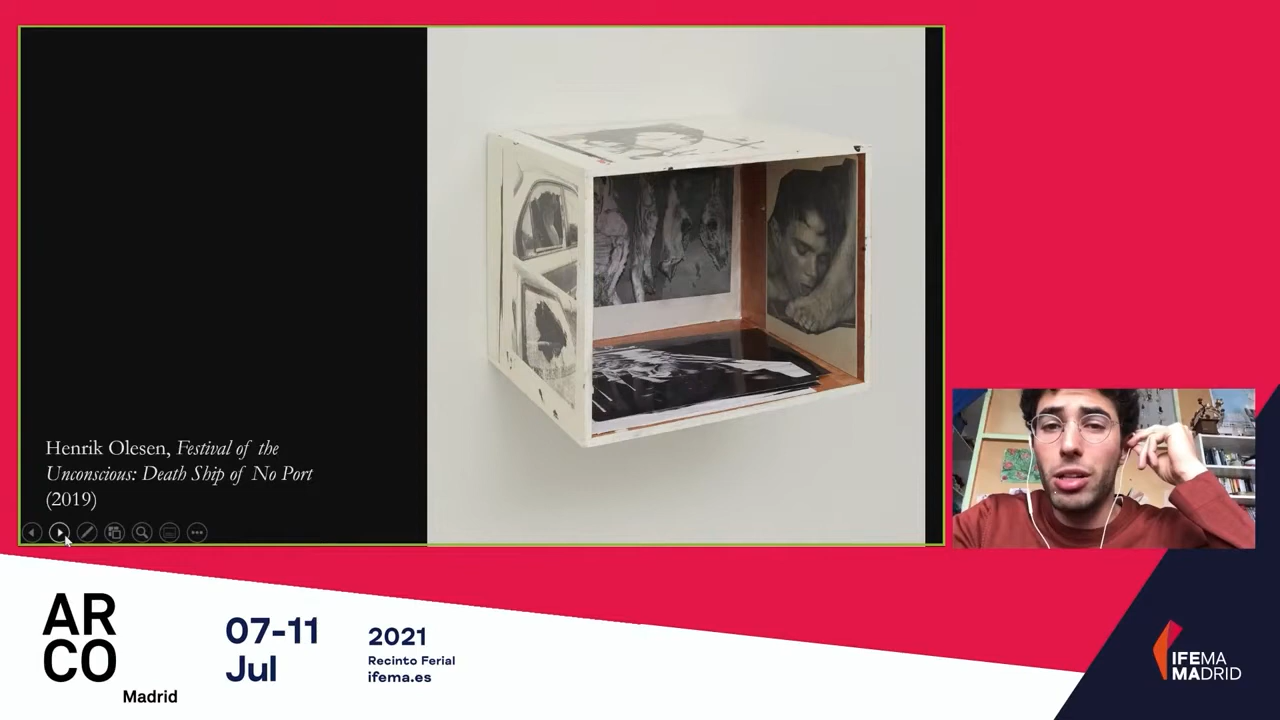 Henrik Olesen, Festival of the
Unconscious: Death Ship of No Port
(2019)
AR
CO
Madrid
07-11
Jul
2021
Recinto Ferial
ifema.es
IFEMA
MADRID